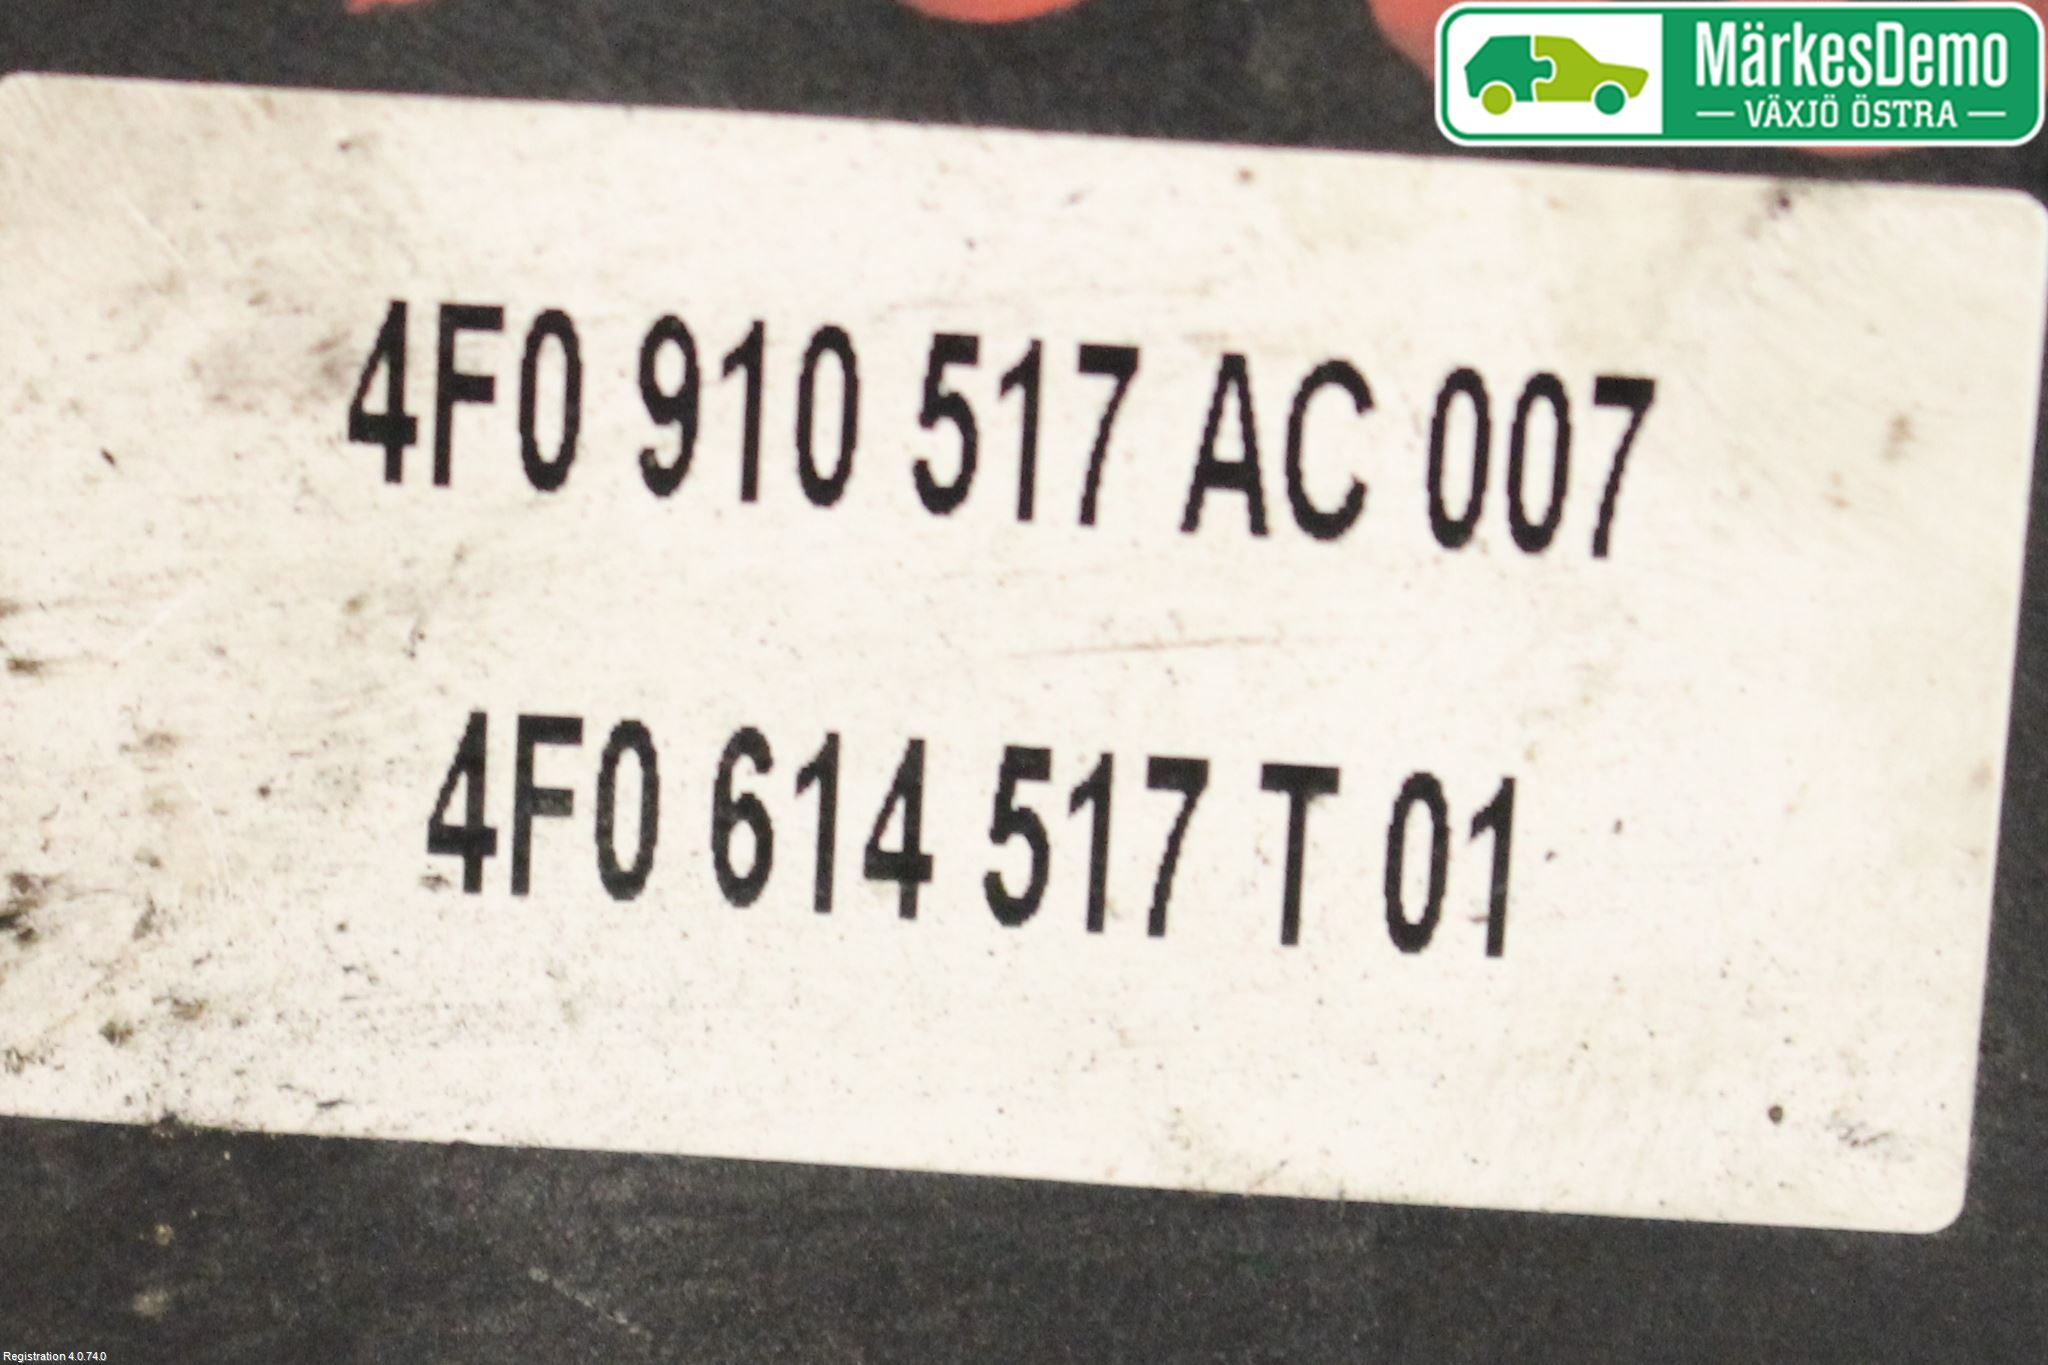 MärkesDemo
VÄXJÖ ÖSTRA
4F0 910 517 AC 007
4F0 614 517 T 01
Registration 4.0.74.0